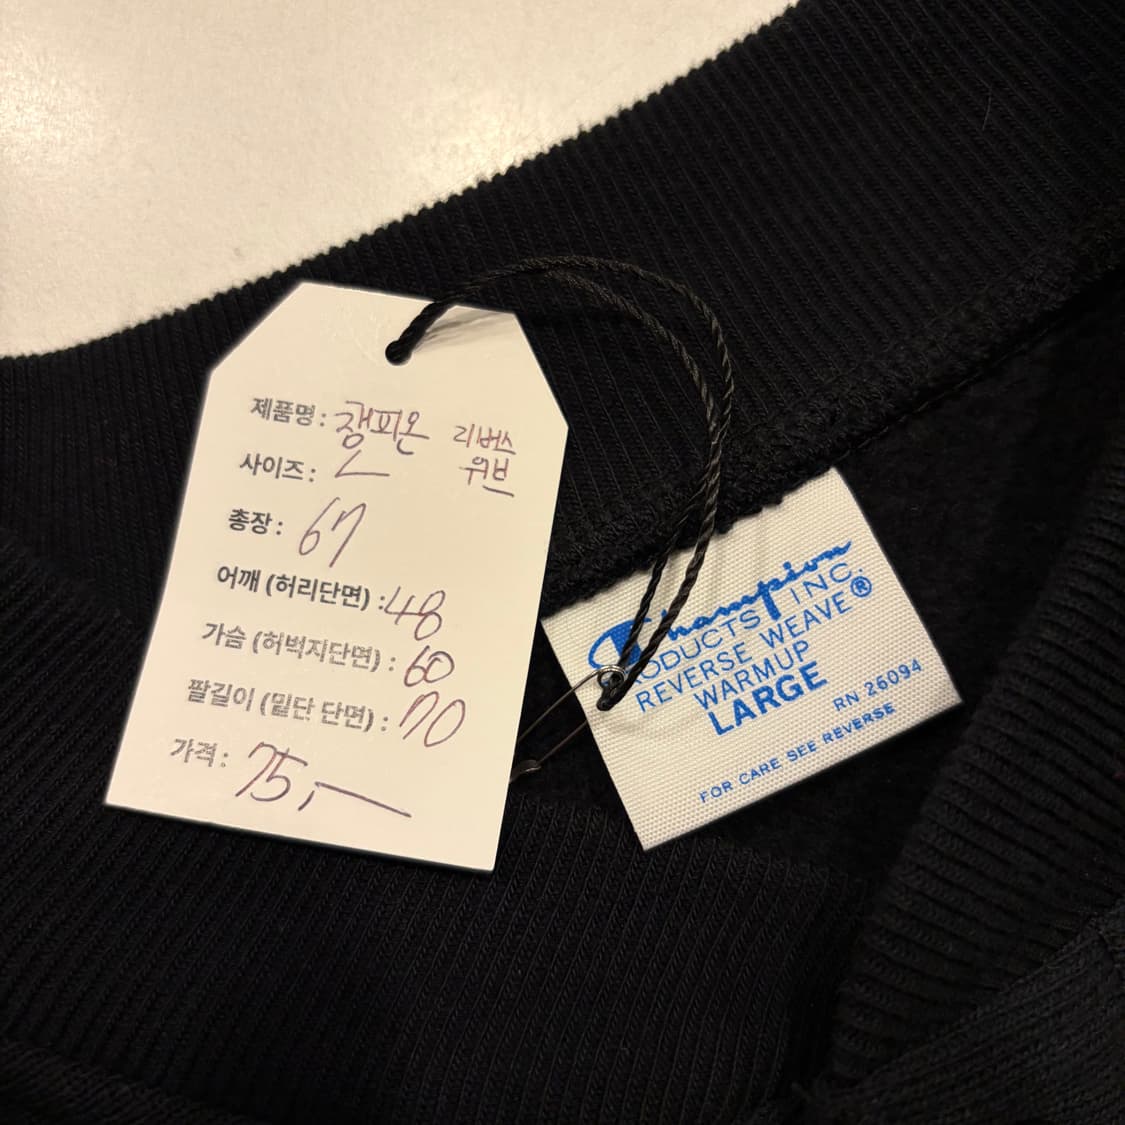 제품명: 챔피온 리버스
위브
사이즈: L
총장: 67
어깨 (허리단면) : 48
가슴 (허벅지단면) : 60
팔길이 (밑단 단면) : 70
가격: 75,—
Champion
ODUCTS INC.
REVERSE WEAVE®
WARMUP
LARGE
RN 26094
FOR CARE SEE REVERSE